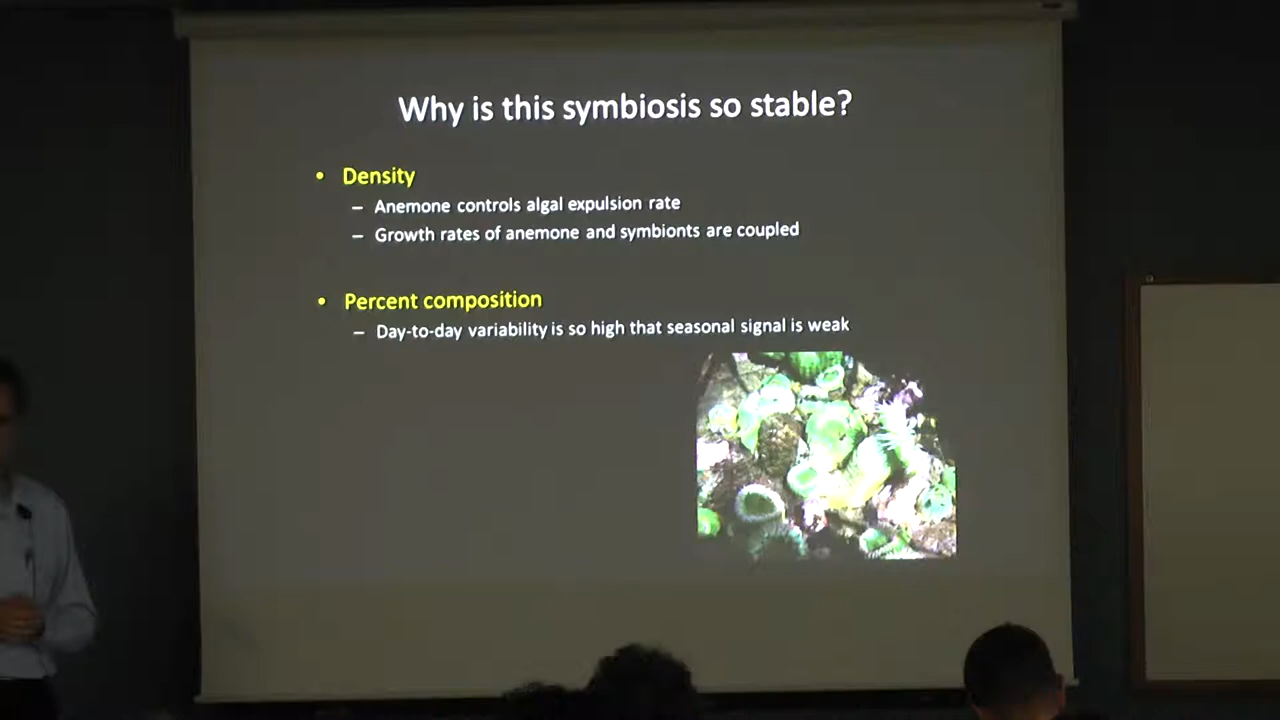 Why is this symbiosis so stable?
• Density
– Anemone controls algal expulsion rate
– Growth rates of anemone and symbionts are coupled
• Percent composition
– Day-to-day variability is so high that seasonal signal is weak